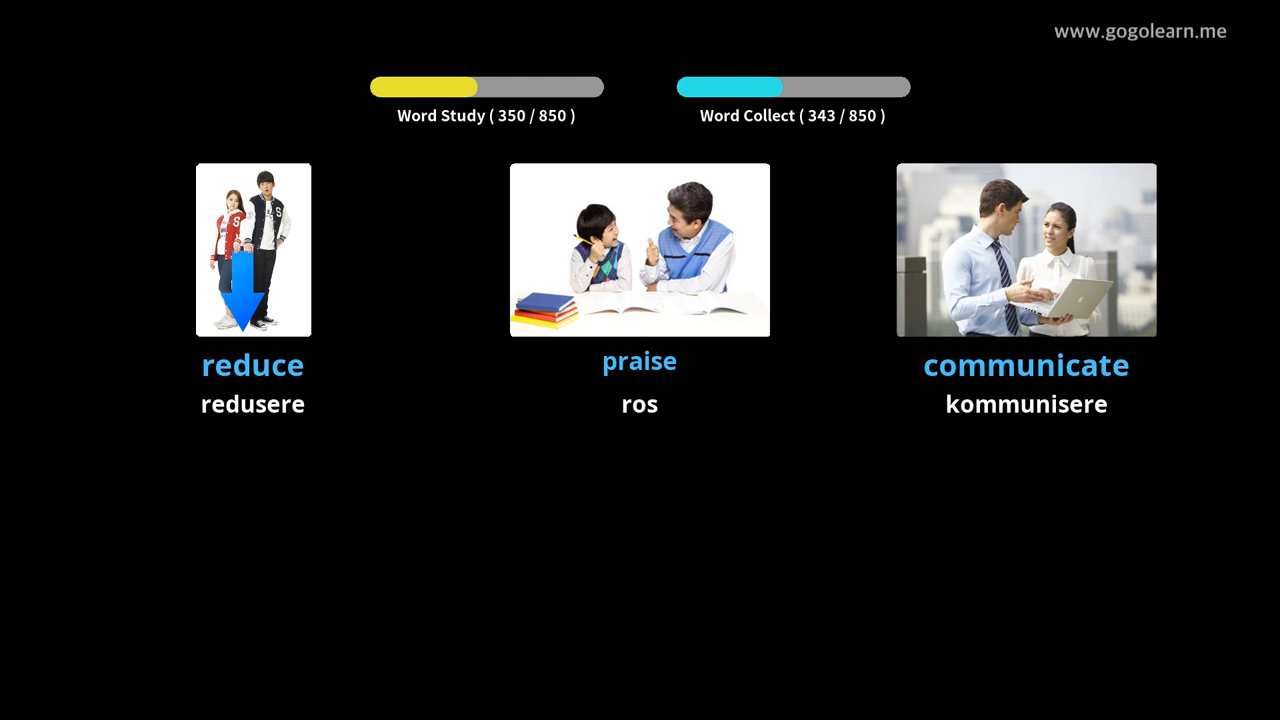 www.gogolearn.me
Word Study ( 350 / 850 )
Word Collect ( 343 / 850 )
S
S
reduce
praise
communicate
redusere
ros
kommunisere